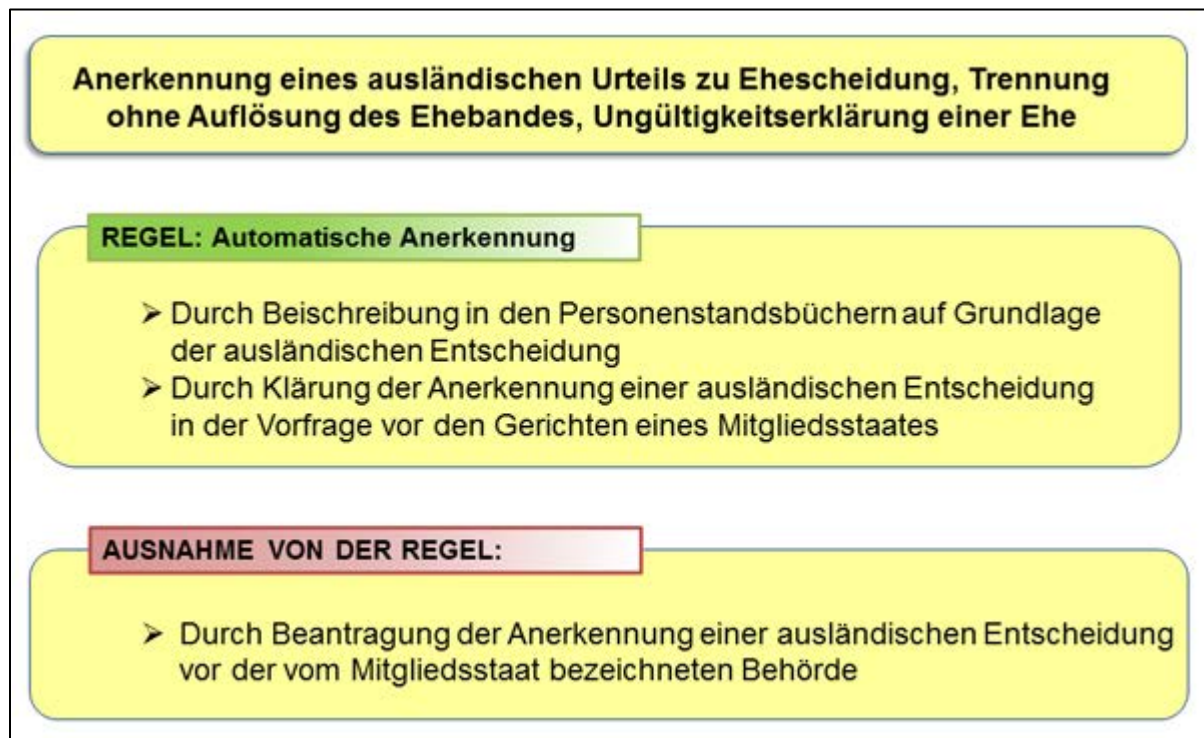 Anerkennung eines ausländischen Urteils zu Ehescheidung, Trennung
ohne Auflösung des Ehebandes, Ungültigkeitserklärung einer Ehe
REGEL: Automatische Anerkennung
➢ Durch Beischreibung in den Personenstandsbüchern auf Grundlage
der ausländischen Entscheidung
➢ Durch Klärung der Anerkennung einer ausländischen Entscheidung
in der Vorfrage vor den Gerichten eines Mitgliedsstaates
AUSNAHME VON DER REGEL:
➢ Durch Beantragung der Anerkennung einer ausländischen Entscheidung
vor der vom Mitgliedsstaat bezeichneten Behörde